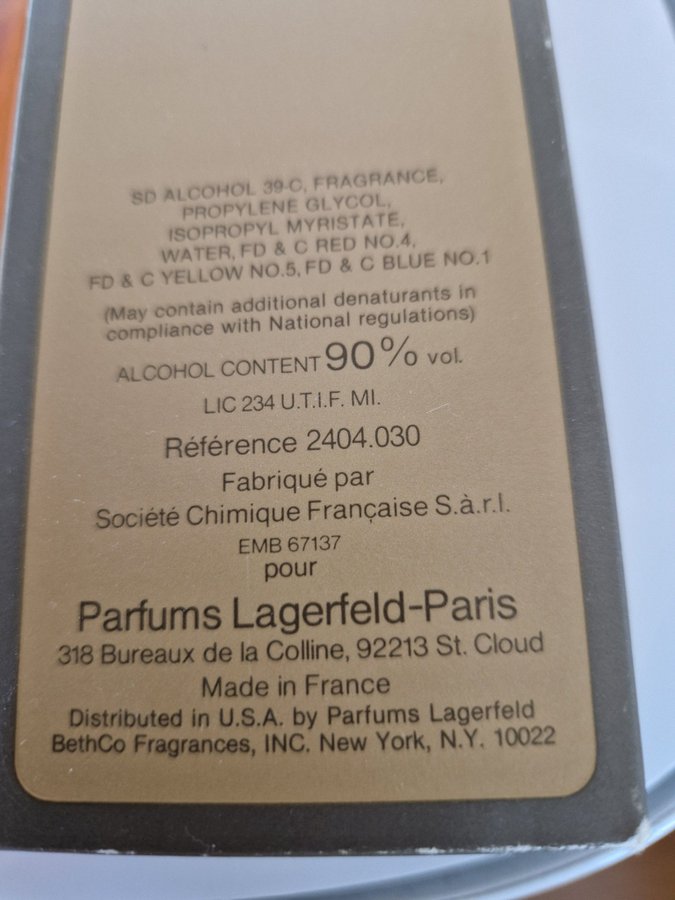 SD ALCOHOL 39-C, FRAGRANCE,
PROPYLENE GLYCOL,
ISOPROPYL MYRISTATE,
WATER, FD & C RED NO.4,
FD & C YELLOW NO.5, FD & C BLUE NO.1
(May contain additional denaturants in
compliance with National regulations)
ALCOHOL CONTENT 90% vol.
LIC 234 U.T.I.F. MI.
Référence 2404.030
Fabriqué par
Société Chimique Française S.à.r.l.
EMB 67137
pour
Parfums Lagerfeld-Paris
318 Bureaux de la Colline, 92213 St. Cloud
Made in France
Distributed in U.S.A. by Parfums Lagerfeld
BethCo Fragrances, INC. New York, N.Y. 10022